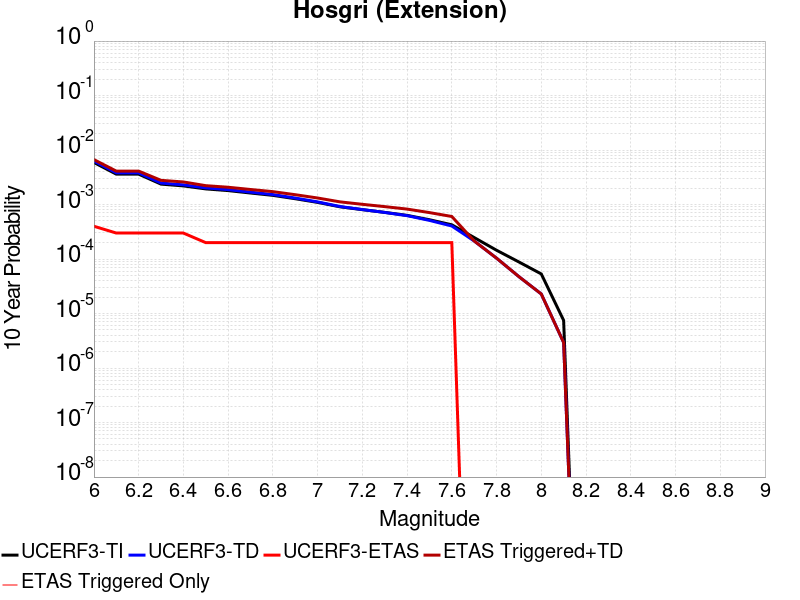 Hosgri (Extension)
10^0
10^-1
10^-2
10^-3
10^-4
10^-5
10^-6
10^-7
10^-8
10 Year Probability
6 6.2 6.4 6.6 6.8 7 7.2 7.4 7.6 7.8 8 8.2 8.4 8.6 8.8 9
Magnitude
UCERF3-TI UCERF3-TD UCERF3-ETAS ETAS Triggered+TD
ETAS Triggered Only